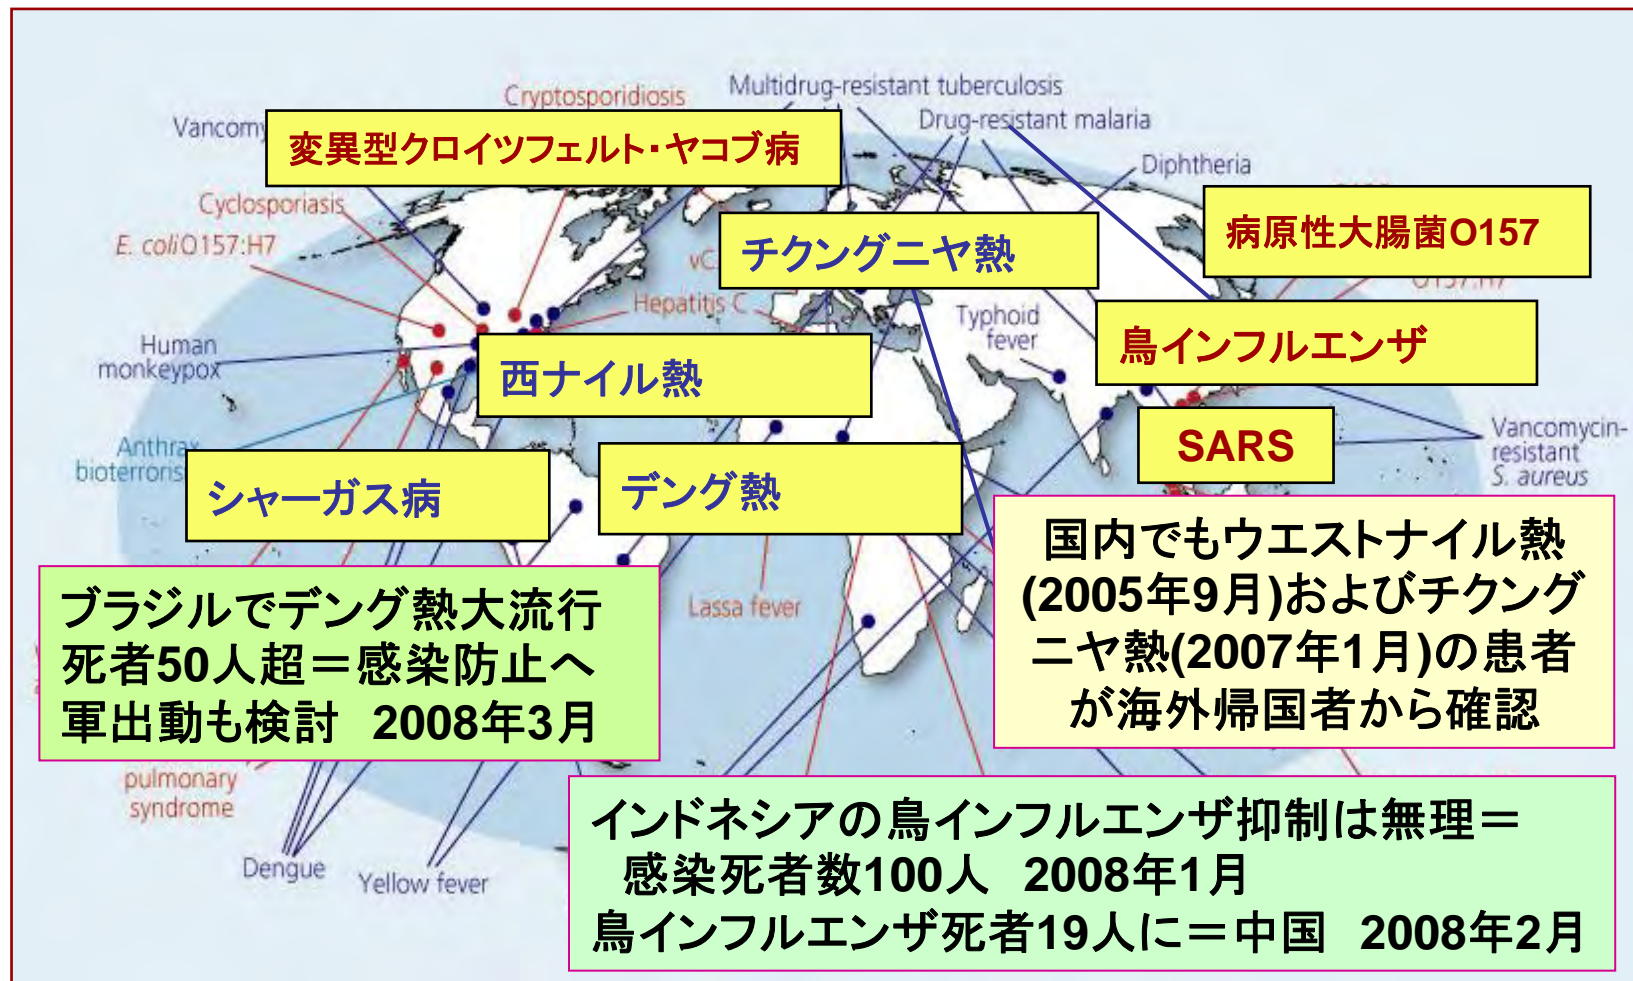 Multidrug-resistant tuberculosis
Cryptosporidiosis
Drug-resistant malaria
変異型クロイツフェルト・ヤコブ病
Diphtheria
Cyclosporiasis
病原性大腸菌O157
E. coli O157:H7
チクングニヤ熱
Hepatitis C
Typhoid
fever
鳥インフルエンザ
Human
monkeypox
西ナイル熱
SARS
Vancomycin-
resistant
S. aureus
Anthrax
シャーガス病
デング熱
国内でもウエストナイル熱
(2005年9月)およびチクング
ニヤ熱(2007年1月)の患者
が海外帰国者から確認
ブラジルでデング熱大流行
死者50人超＝感染防止へ
軍出動も検討 2008年3月
Lassa fever
pulmonary
syndrome
インドネシアの鳥インフルエンザ抑制は無理＝
感染死者数100人 2008年1月
鳥インフルエンザ死者19人に＝中国 2008年2月
Dengue
Yellow fever